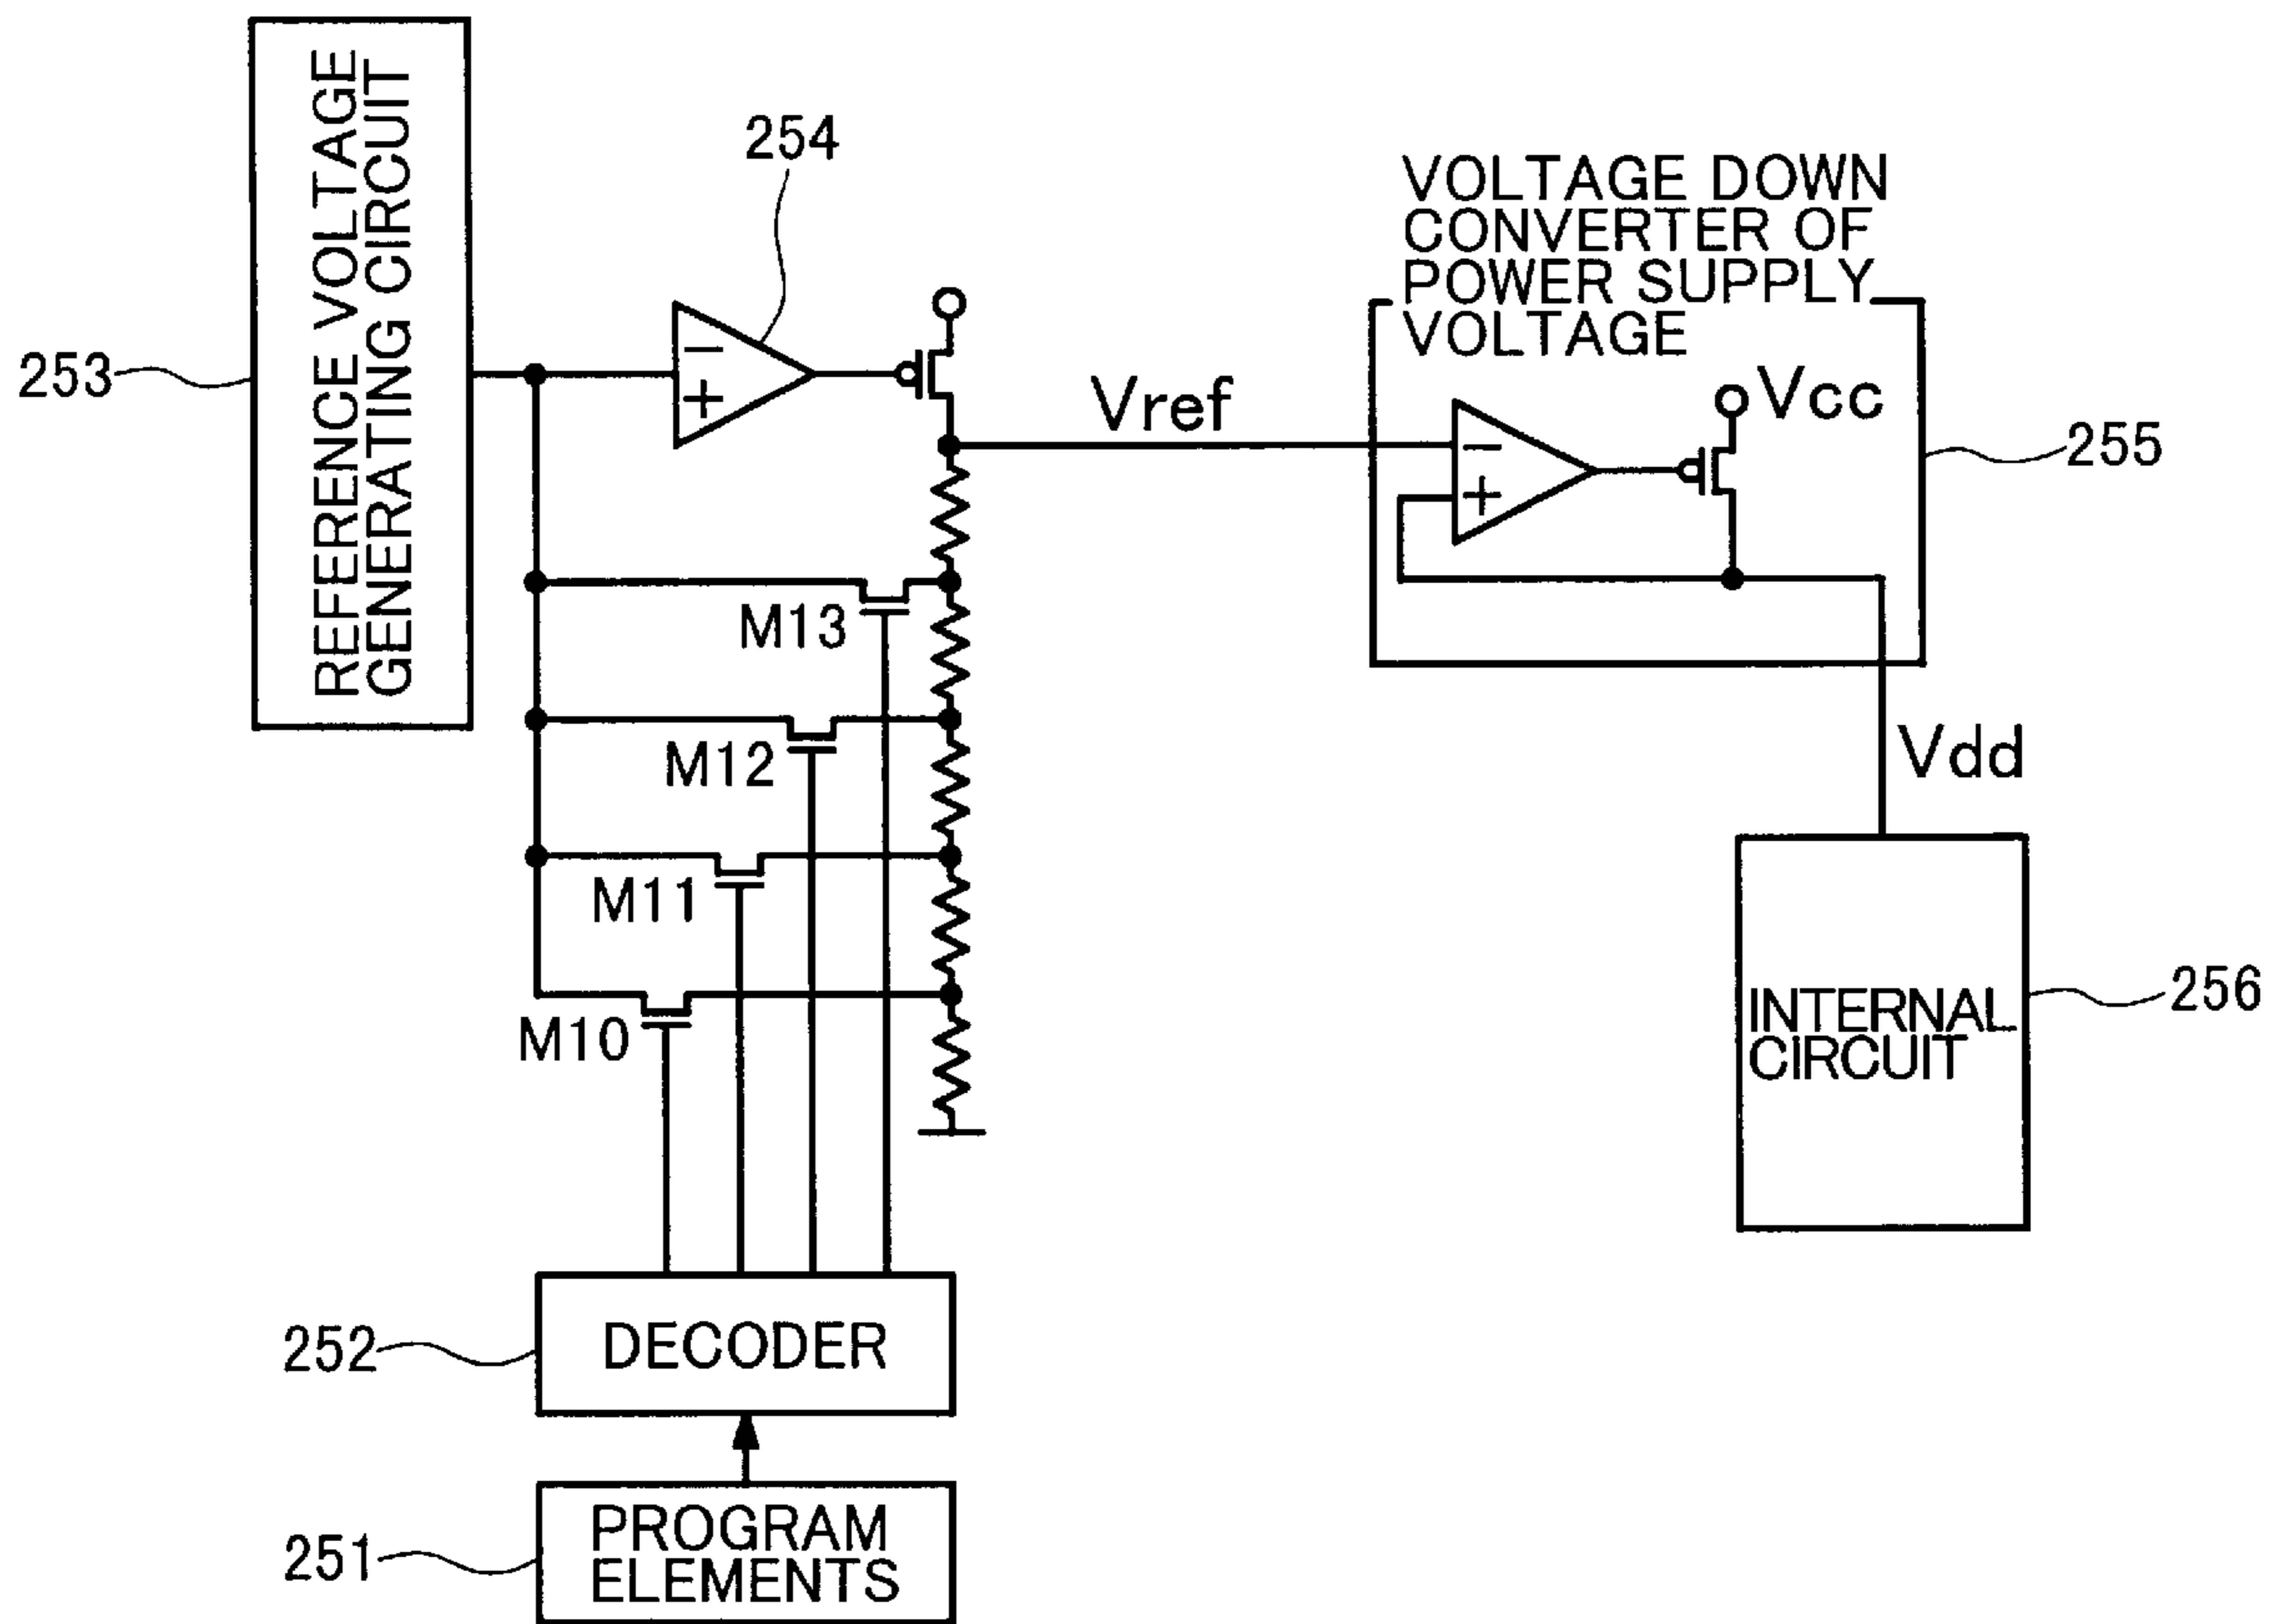 REFERENCE VOLTAGE
GENERATING CIRCUIT
253
254
−
+
Vref
VOLTAGE DOWN
CONVERTER OF
POWER SUPPLY
VOLTAGE
Vcc
−
+
255
M13
M12
Vdd
M11
M10
INTERNAL
CIRCUIT
256
252
DECODER
251
PROGRAM
ELEMENTS